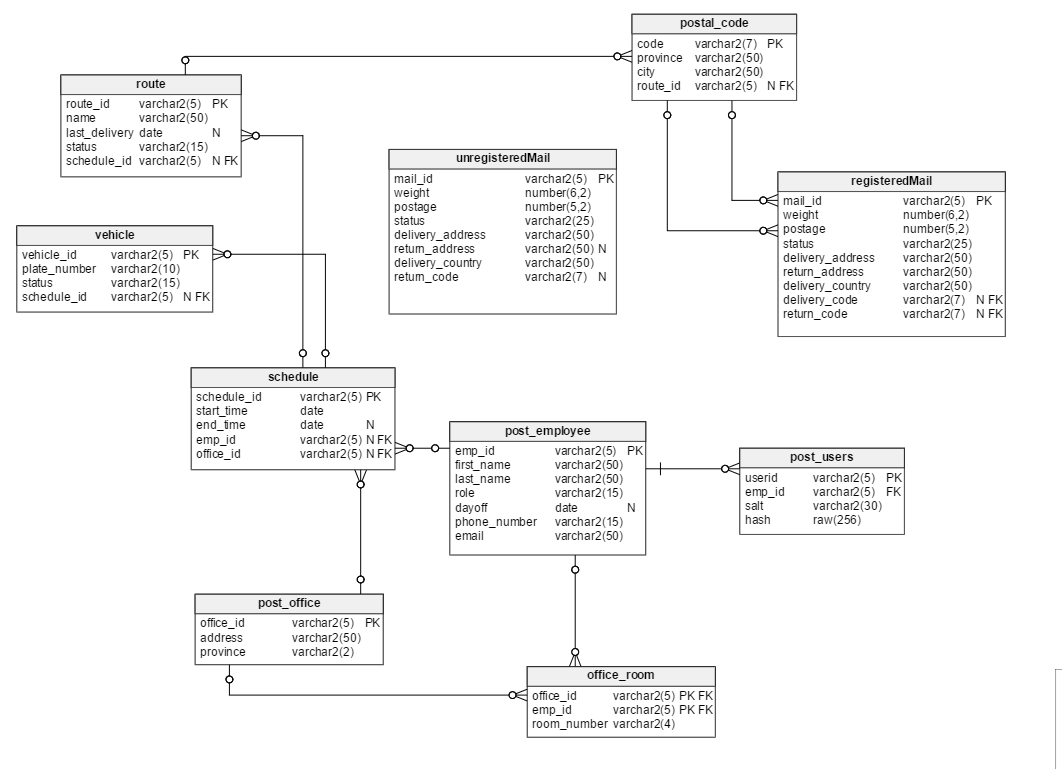 postal_code
code varchar2(7) PK
province varchar2(50)
city varchar2(50)
route_id varchar2(5) N FK
route
route_id varchar2(5) PK
name varchar2(50)
last_delivery date N
status varchar2(15)
schedule_id varchar2(5) N FK
unregisteredMail
mail_id varchar2(5) PK
weight number(6,2)
postage number(5,2)
status varchar2(25)
delivery_address varchar2(50)
return_address varchar2(50) N
delivery_country varchar2(50)
return_code varchar2(7) N
registeredMail
mail_id varchar2(5) PK
weight number(6,2)
postage number(5,2)
status varchar2(25)
delivery_address varchar2(50)
return_address varchar2(50)
delivery_country varchar2(50)
delivery_code varchar2(7) N FK
return_code varchar2(7) N FK
vehicle
vehicle_id varchar2(5) PK
plate_number varchar2(10)
status varchar2(15)
schedule_id varchar2(5) N FK
schedule
schedule_id varchar2(5) PK
start_time date
end_time date N
emp_id varchar2(5) N FK
office_id varchar2(5) N FK
post_employee
emp_id varchar2(5) PK
first_name varchar2(50)
last_name varchar2(50)
role varchar2(15)
dayoff date N
phone_number varchar2(15)
email varchar2(50)
post_users
userid varchar2(5) PK
emp_id varchar2(5) FK
salt varchar2(30)
hash raw(256)
post_office
office_id varchar2(5) PK
address varchar2(50)
province varchar2(2)
office_room
office_id varchar2(5) PK FK
emp_id varchar2(5) PK FK
room_number varchar2(4)